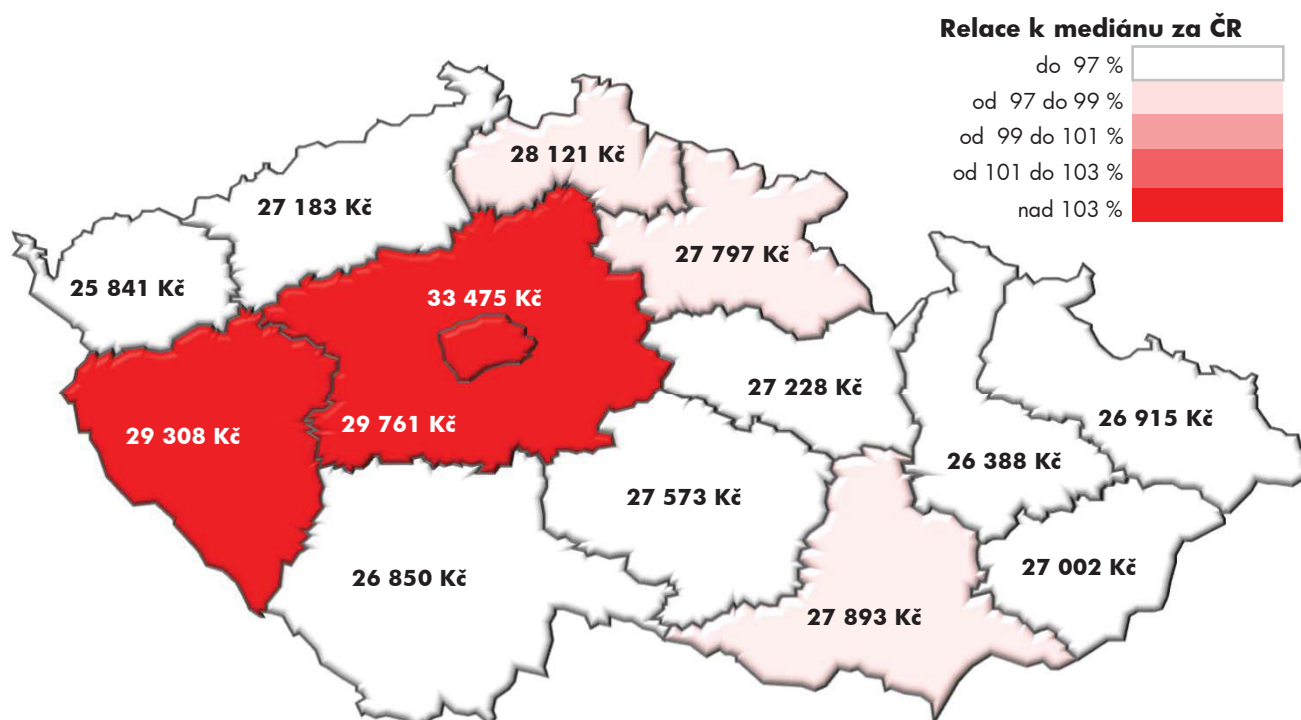 Relace k mediánu za ČR
do 97 %
od 97 do 99 %
od 99 do 101 %
od 101 do 103 %
nad 103 %
28 121 Kč
27 183 Kč
27 797 Kč
25 841 Kč
33 475 Kč
27 228 Kč
29 308 Kč
29 761 Kč
26 915 Kč
26 388 Kč
27 573 Kč
26 850 Kč
27 002 Kč
27 893 Kč